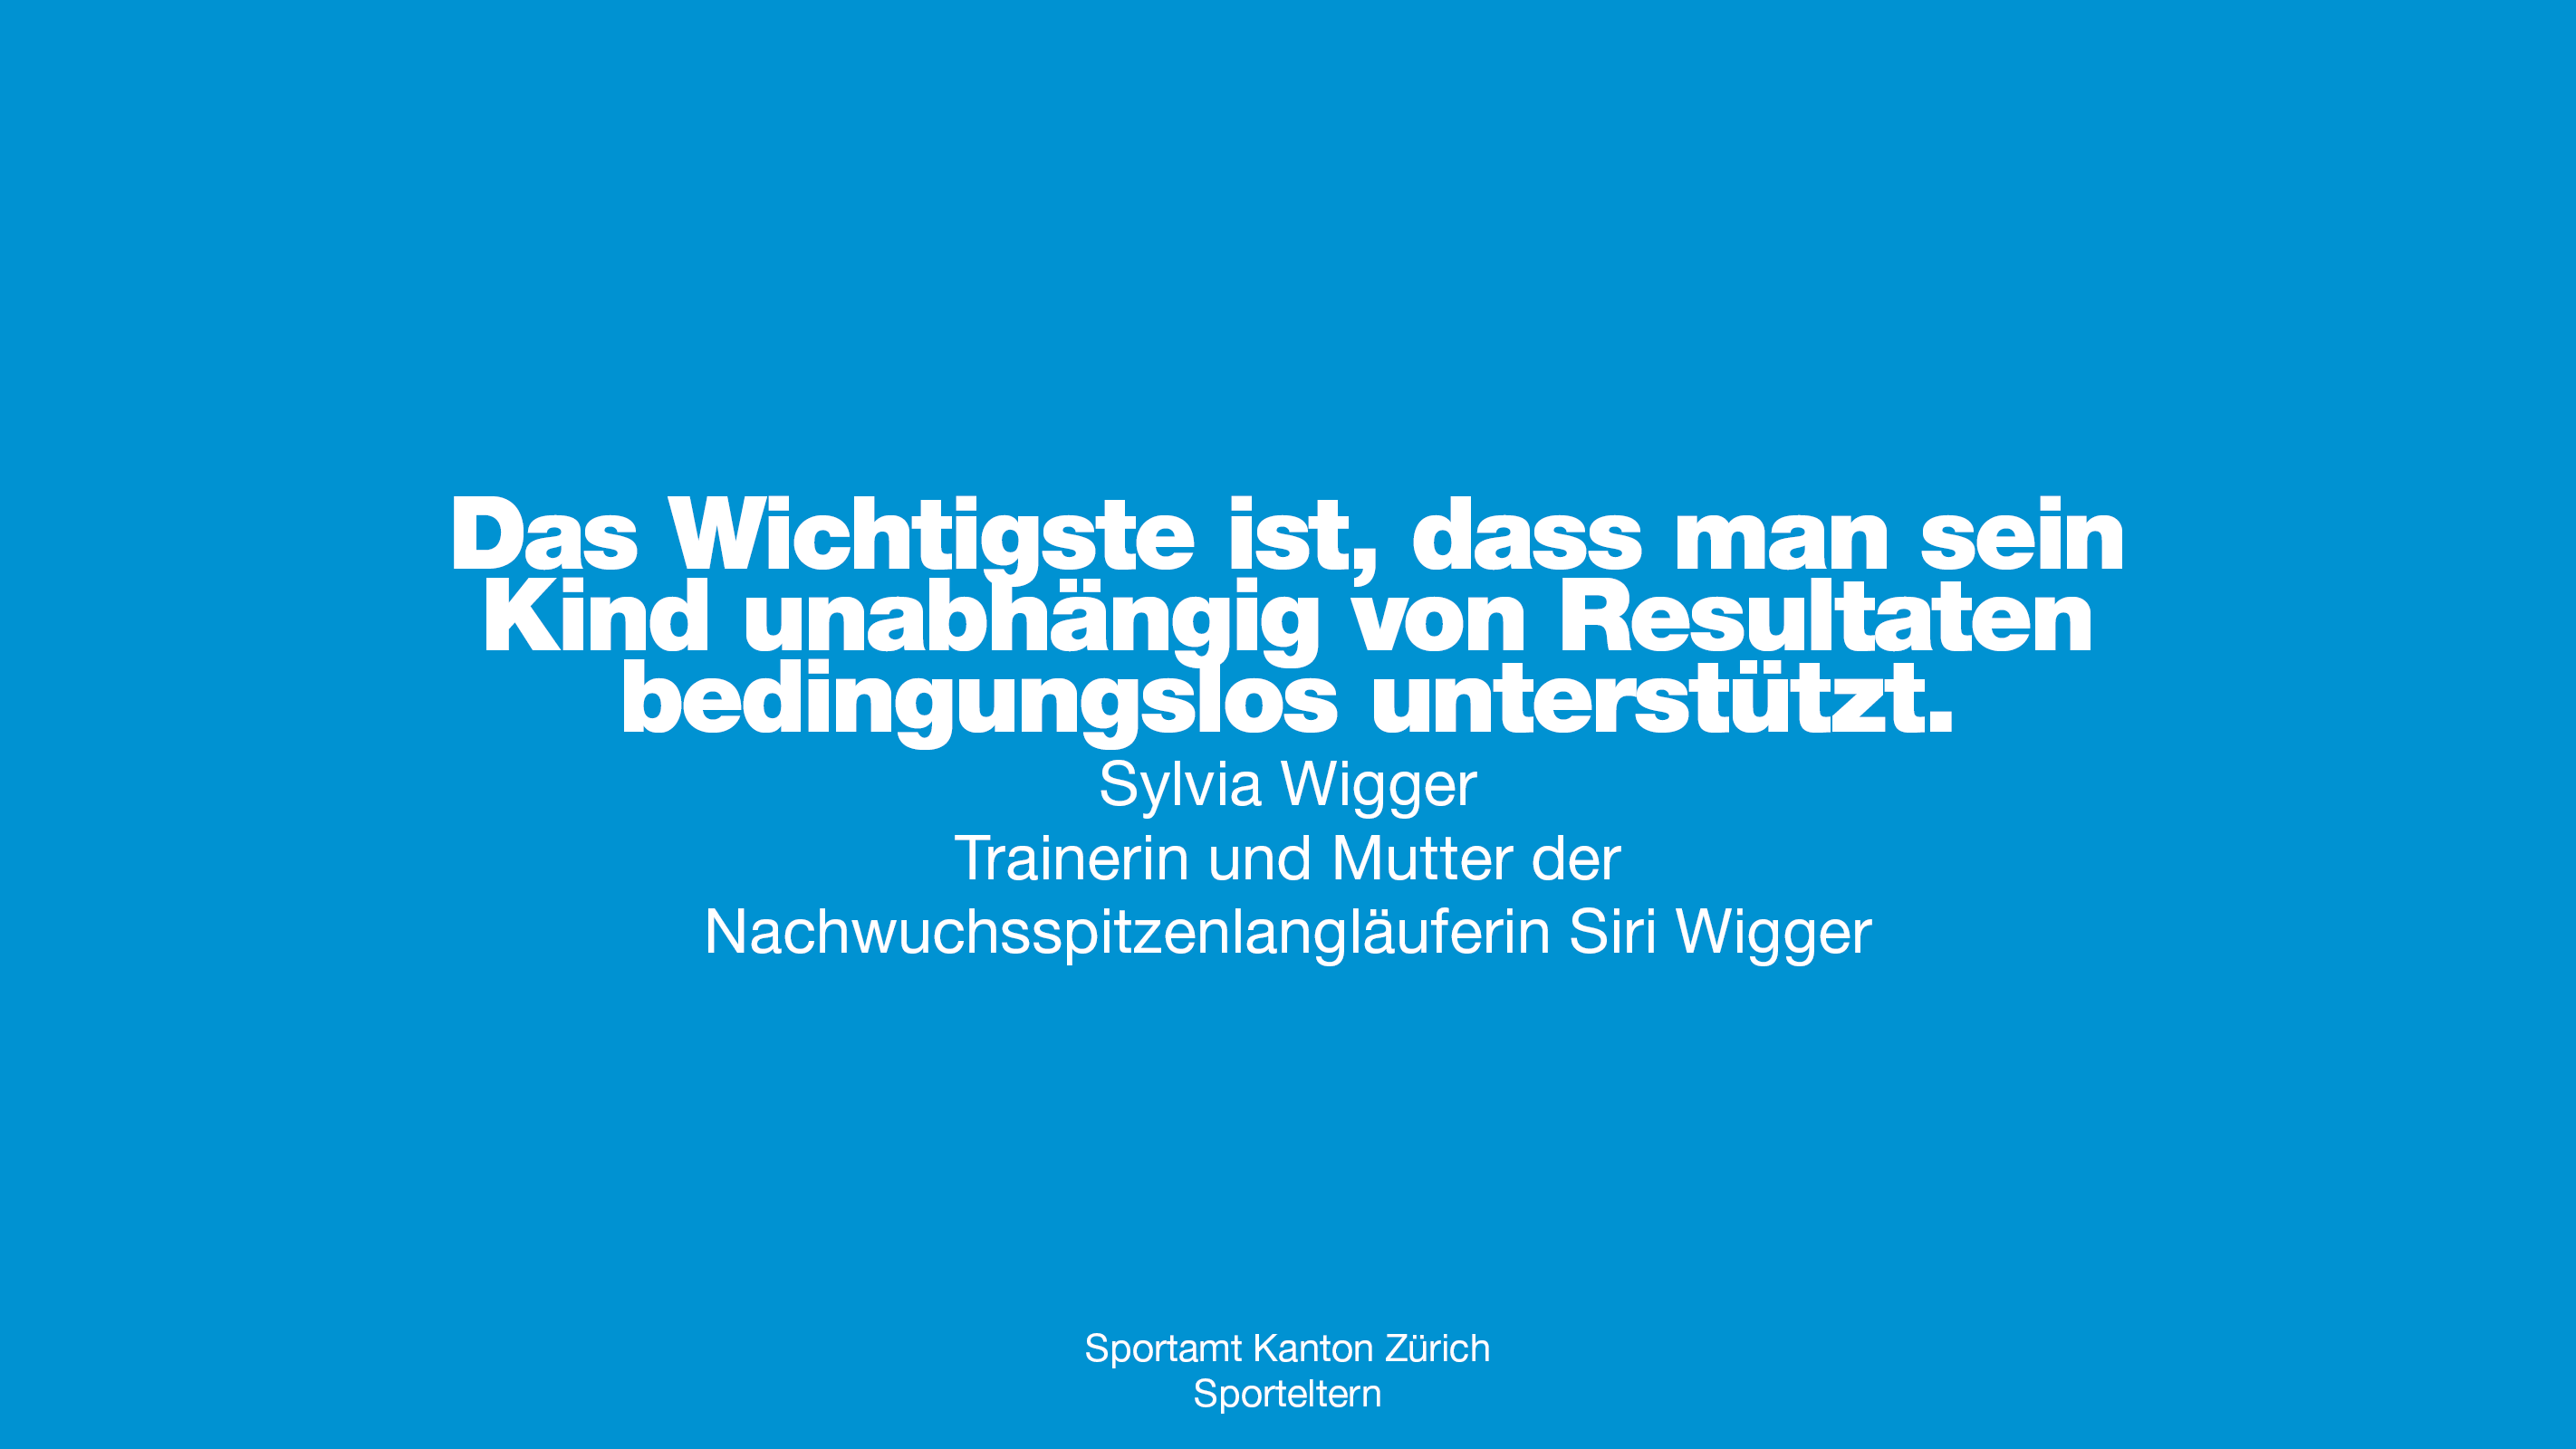 Das Wichtigste ist, dass man sein
Kind unabhängig von Resultaten
bedingungslos unterstützt.
Sylvia Wigger
Trainerin und Mutter der
Nachwuchsspitzenlangläuferin Siri Wigger
Sportamt Kanton Zürich
Sporteltern